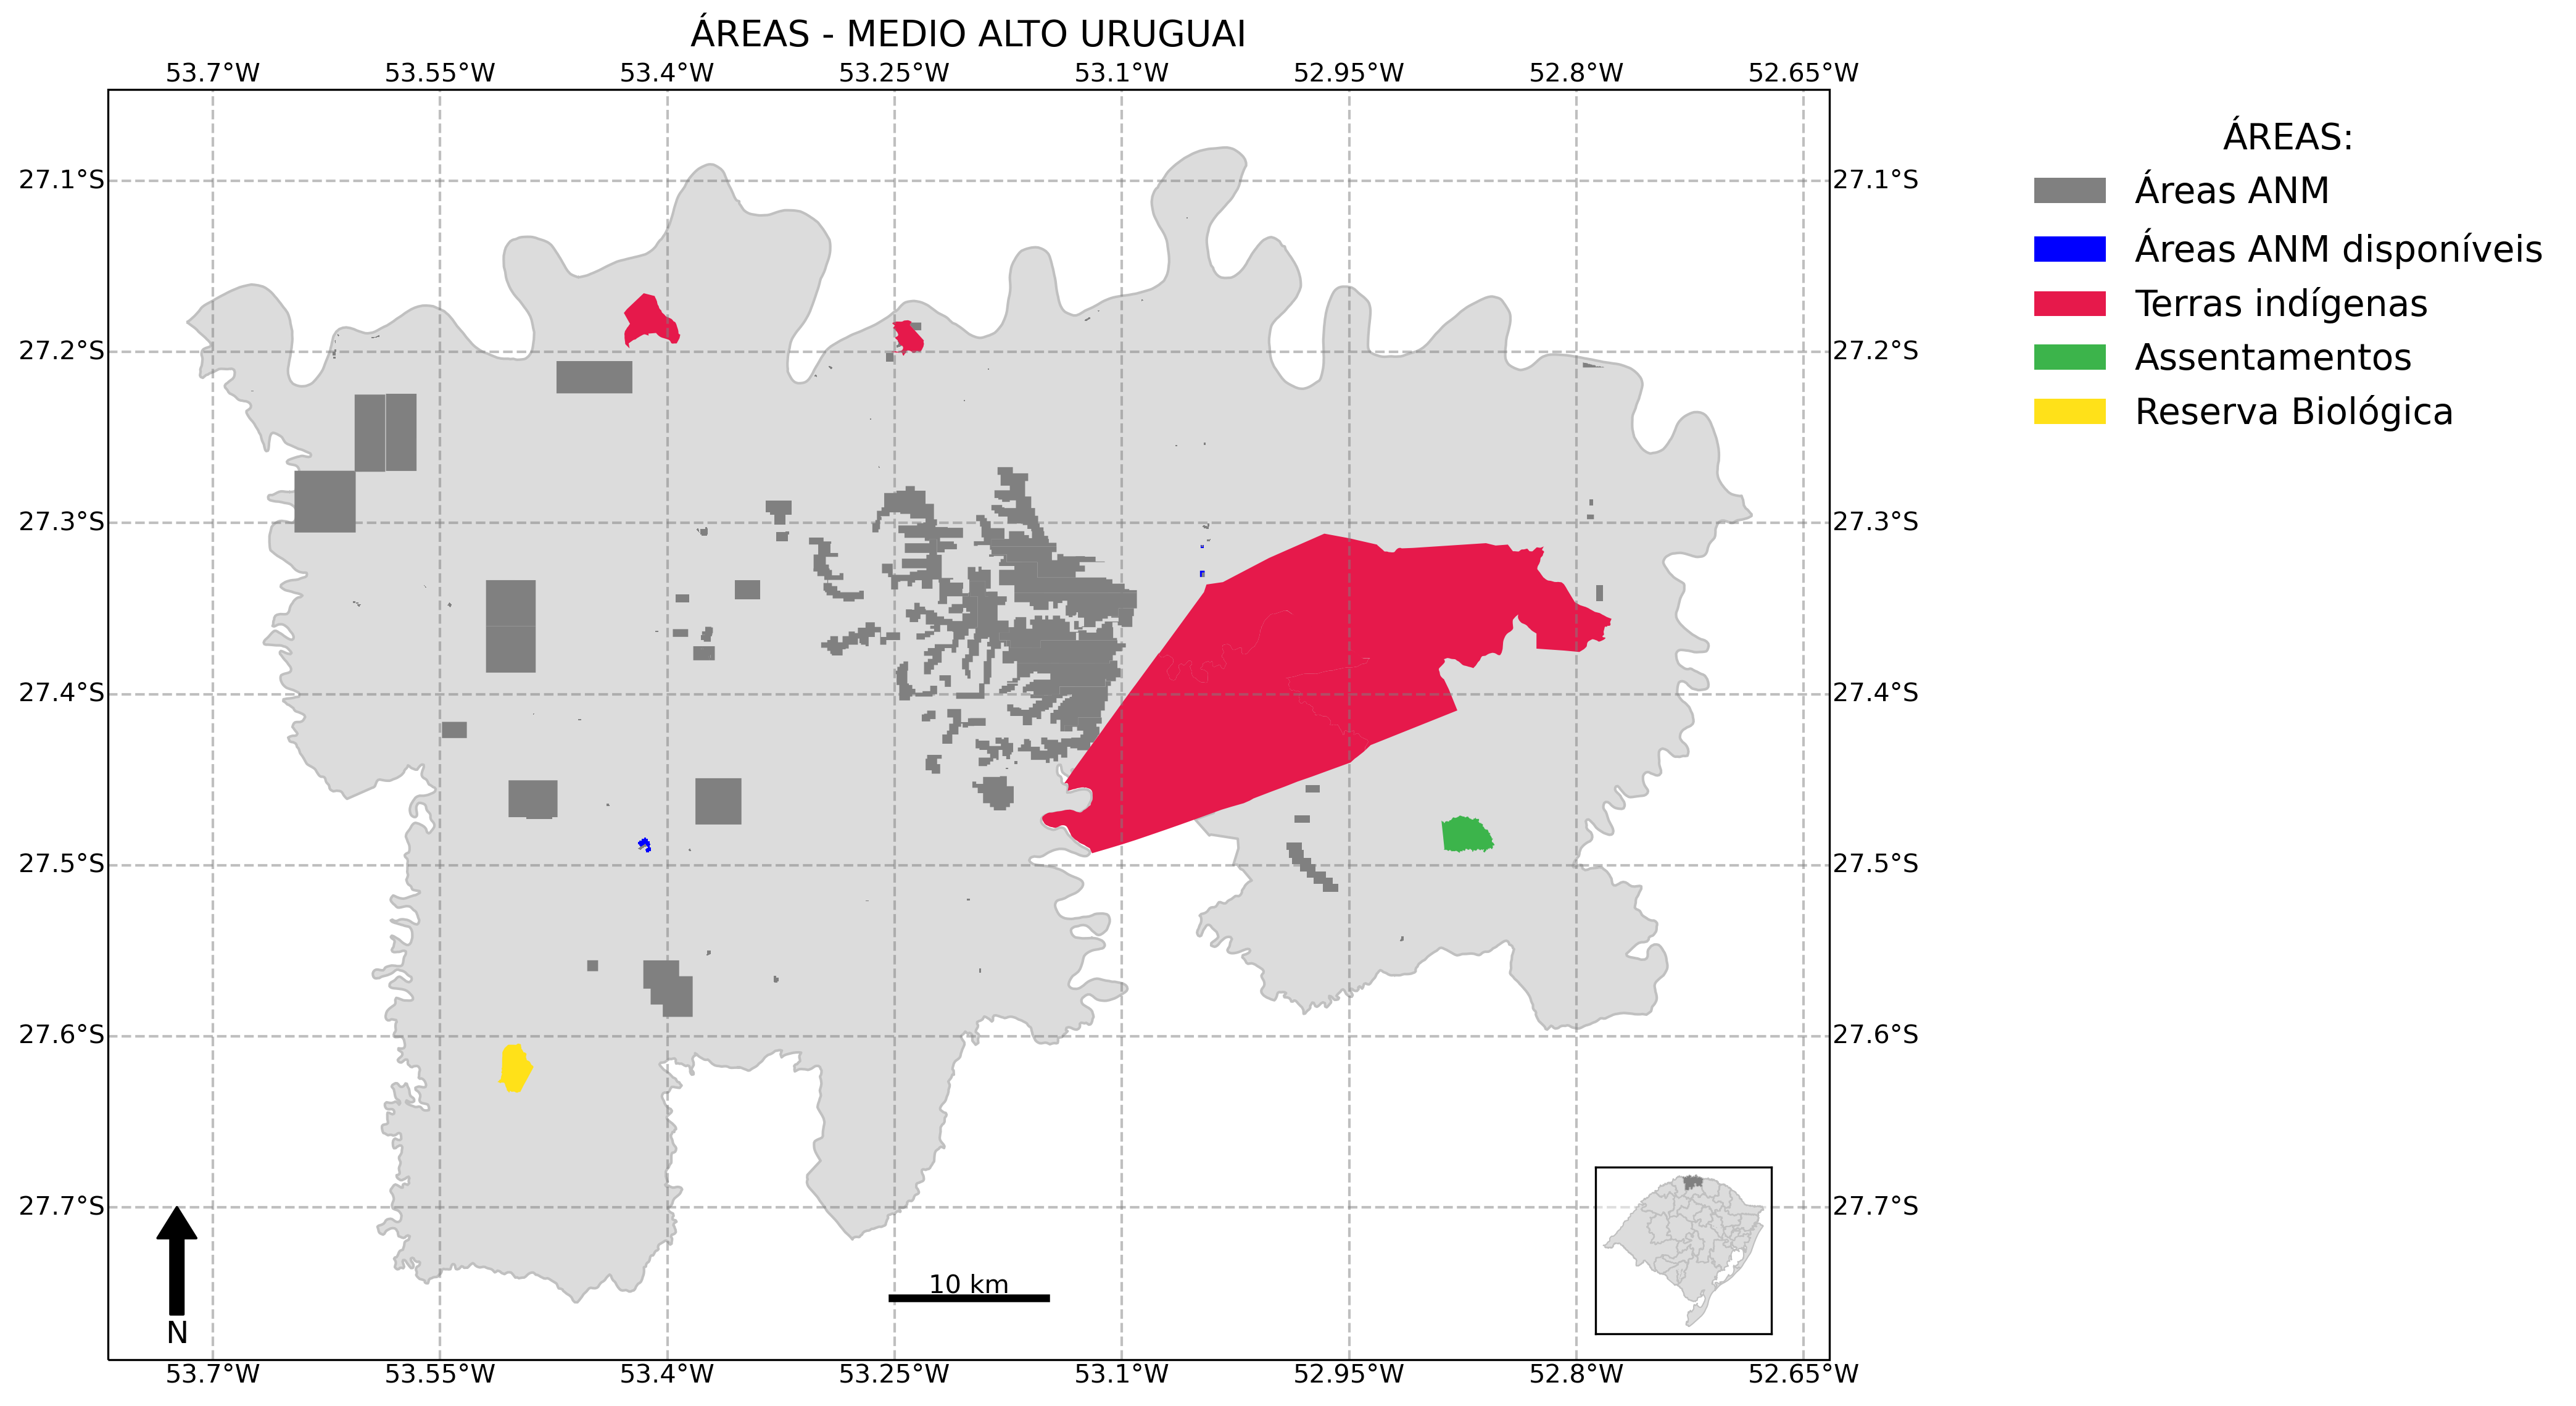 ÁREAS - MEDIO ALTO URUGUAI
53.7°W 53.55°W 53.4°W 53.25°W 53.1°W 52.95°W 52.8°W 52.65°W
ÁREAS:
Áreas ANM
Áreas ANM disponíveis
Terras indígenas
Assentamentos
Reserva Biológica
27.1°S 27.1°S
27.2°S 27.2°S
27.3°S 27.3°S
27.4°S 27.4°S
27.5°S 27.5°S
27.6°S 27.6°S
27.7°S 27.7°S
10 km
N
53.7°W 53.55°W 53.4°W 53.25°W 53.1°W 52.95°W 52.8°W 52.65°W